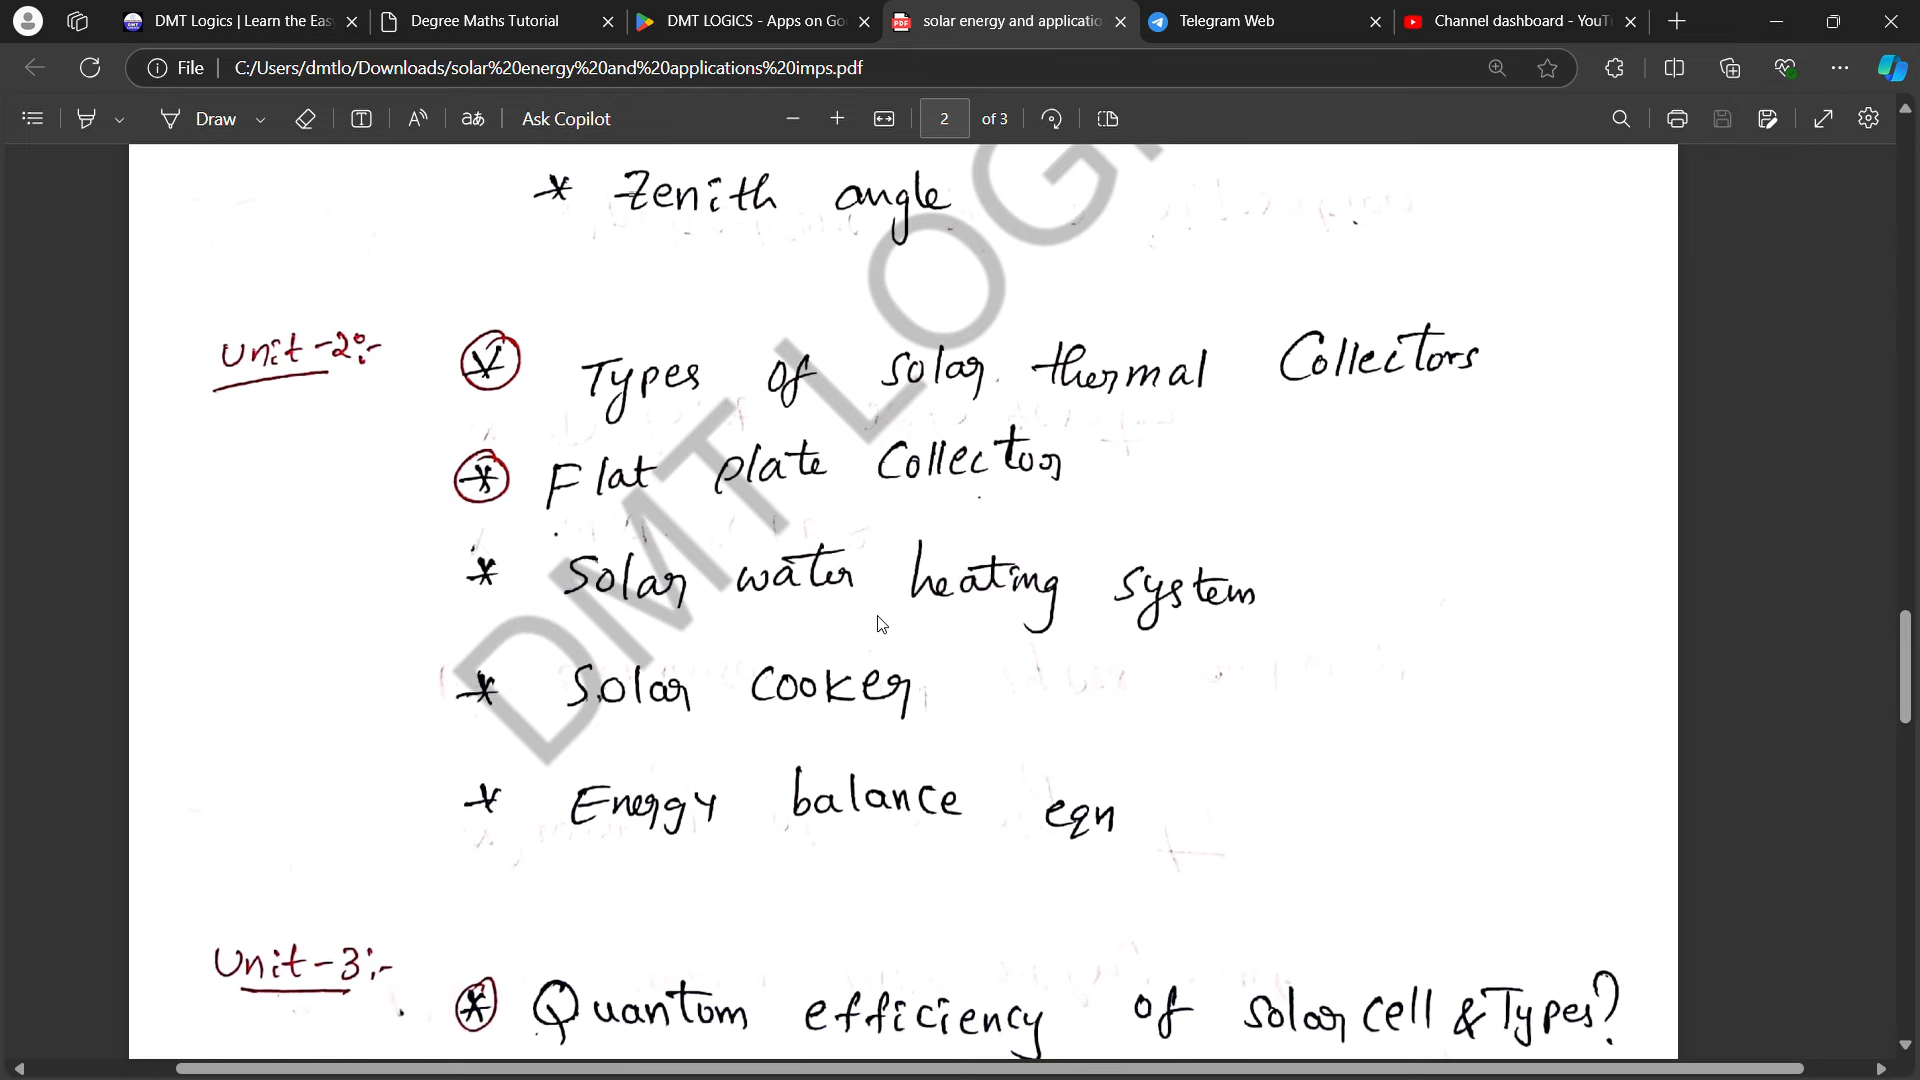 DMT Logics | Learn the Eas
Degree Maths Tutorial
DMT LOGICS - Apps on Go
solar energy and applicatio
Telegram Web
Channel dashboard - YouTu
File
C:/Users/dmtlo/Downloads/solar%20energy%20and%20applications%20imps.pdf
Draw
Ask Copilot
2 of 3
* Zenith angle
Unit-2:-
* Types of solar thermal Collectors
* Flat plate Collector
* Solar water heating system
* Solar Cooker
* Energy balance eqn
Unit-3:-
* Quantom efficiency of solar cell & Types?
DMT LOGI